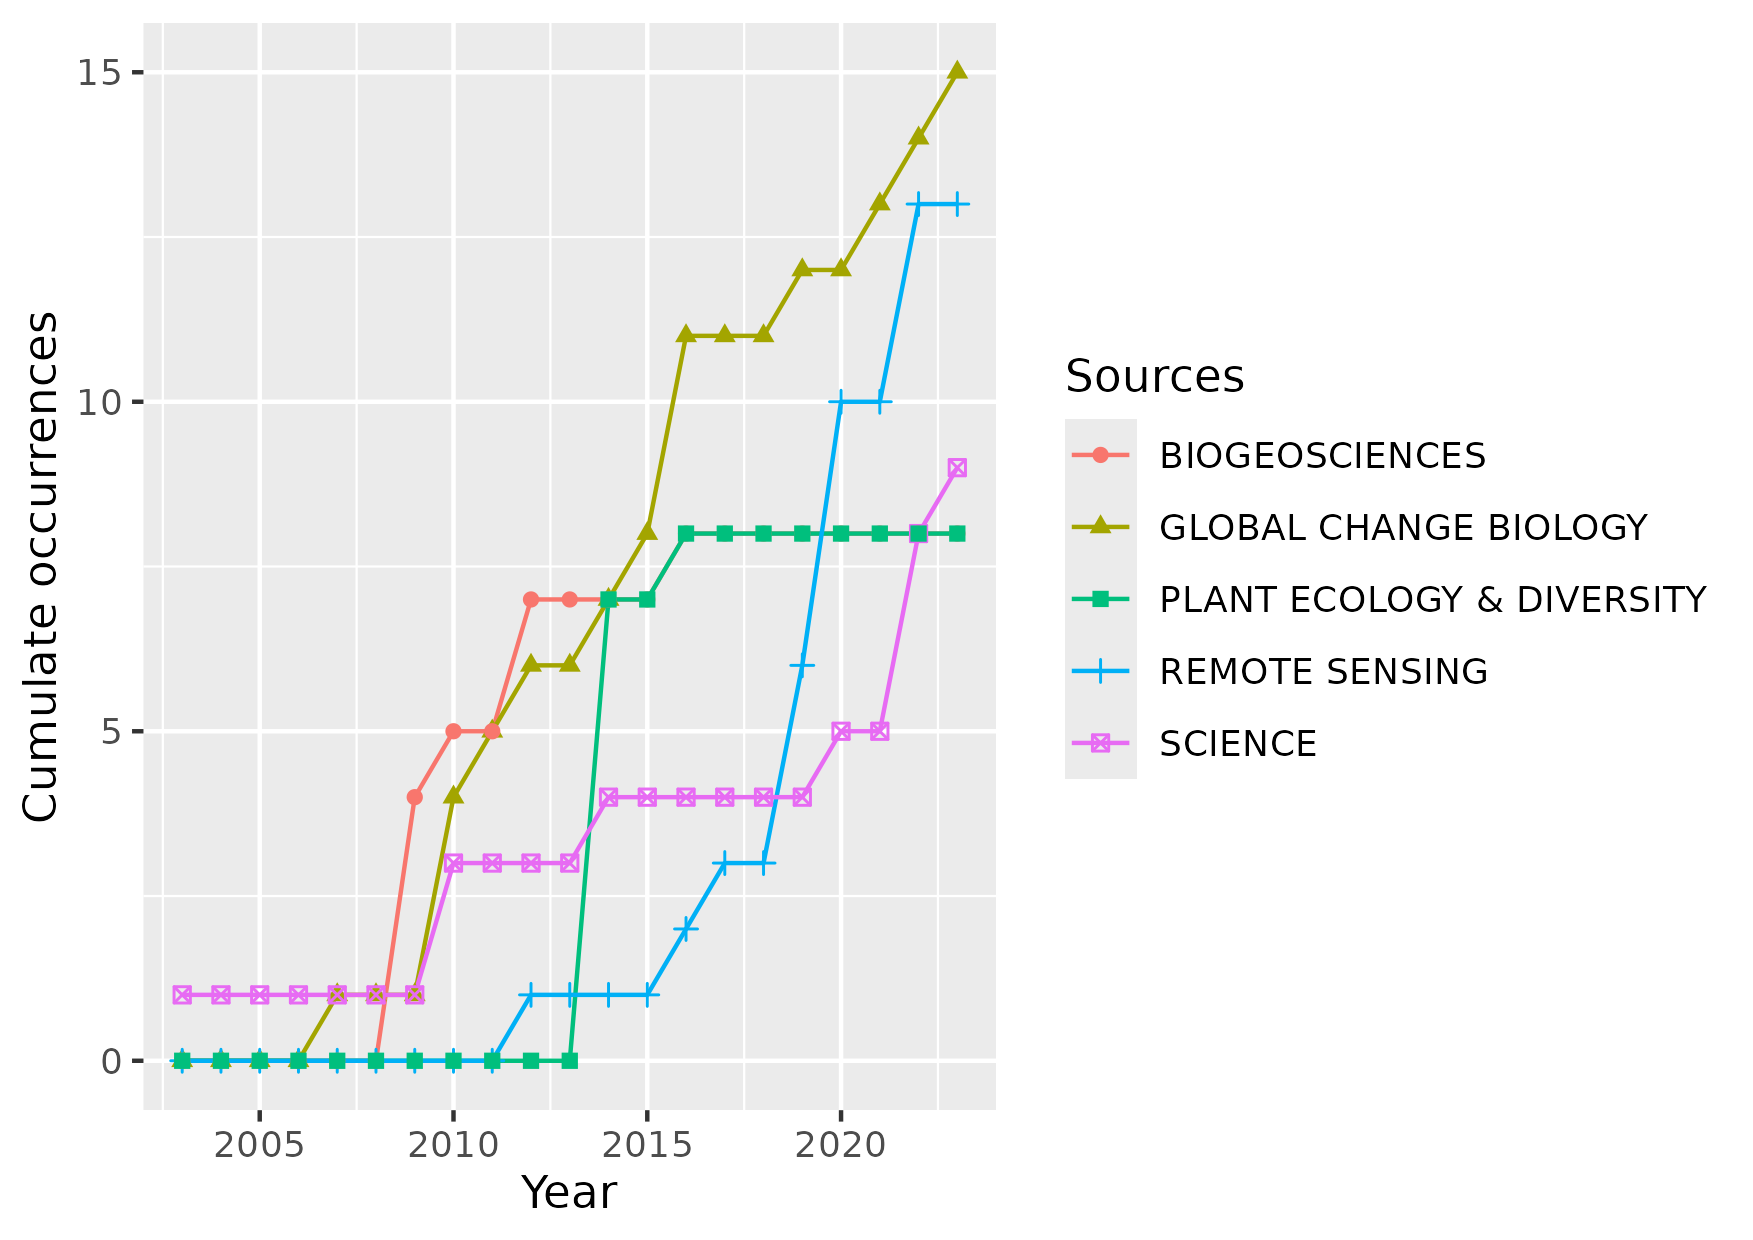 15
10
5
0
2005 2010 2015 2020
Year
Cumulate occurrences
Sources
BIOGEOSCIENCES
GLOBAL CHANGE BIOLOGY
PLANT ECOLOGY & DIVERSITY
REMOTE SENSING
SCIENCE